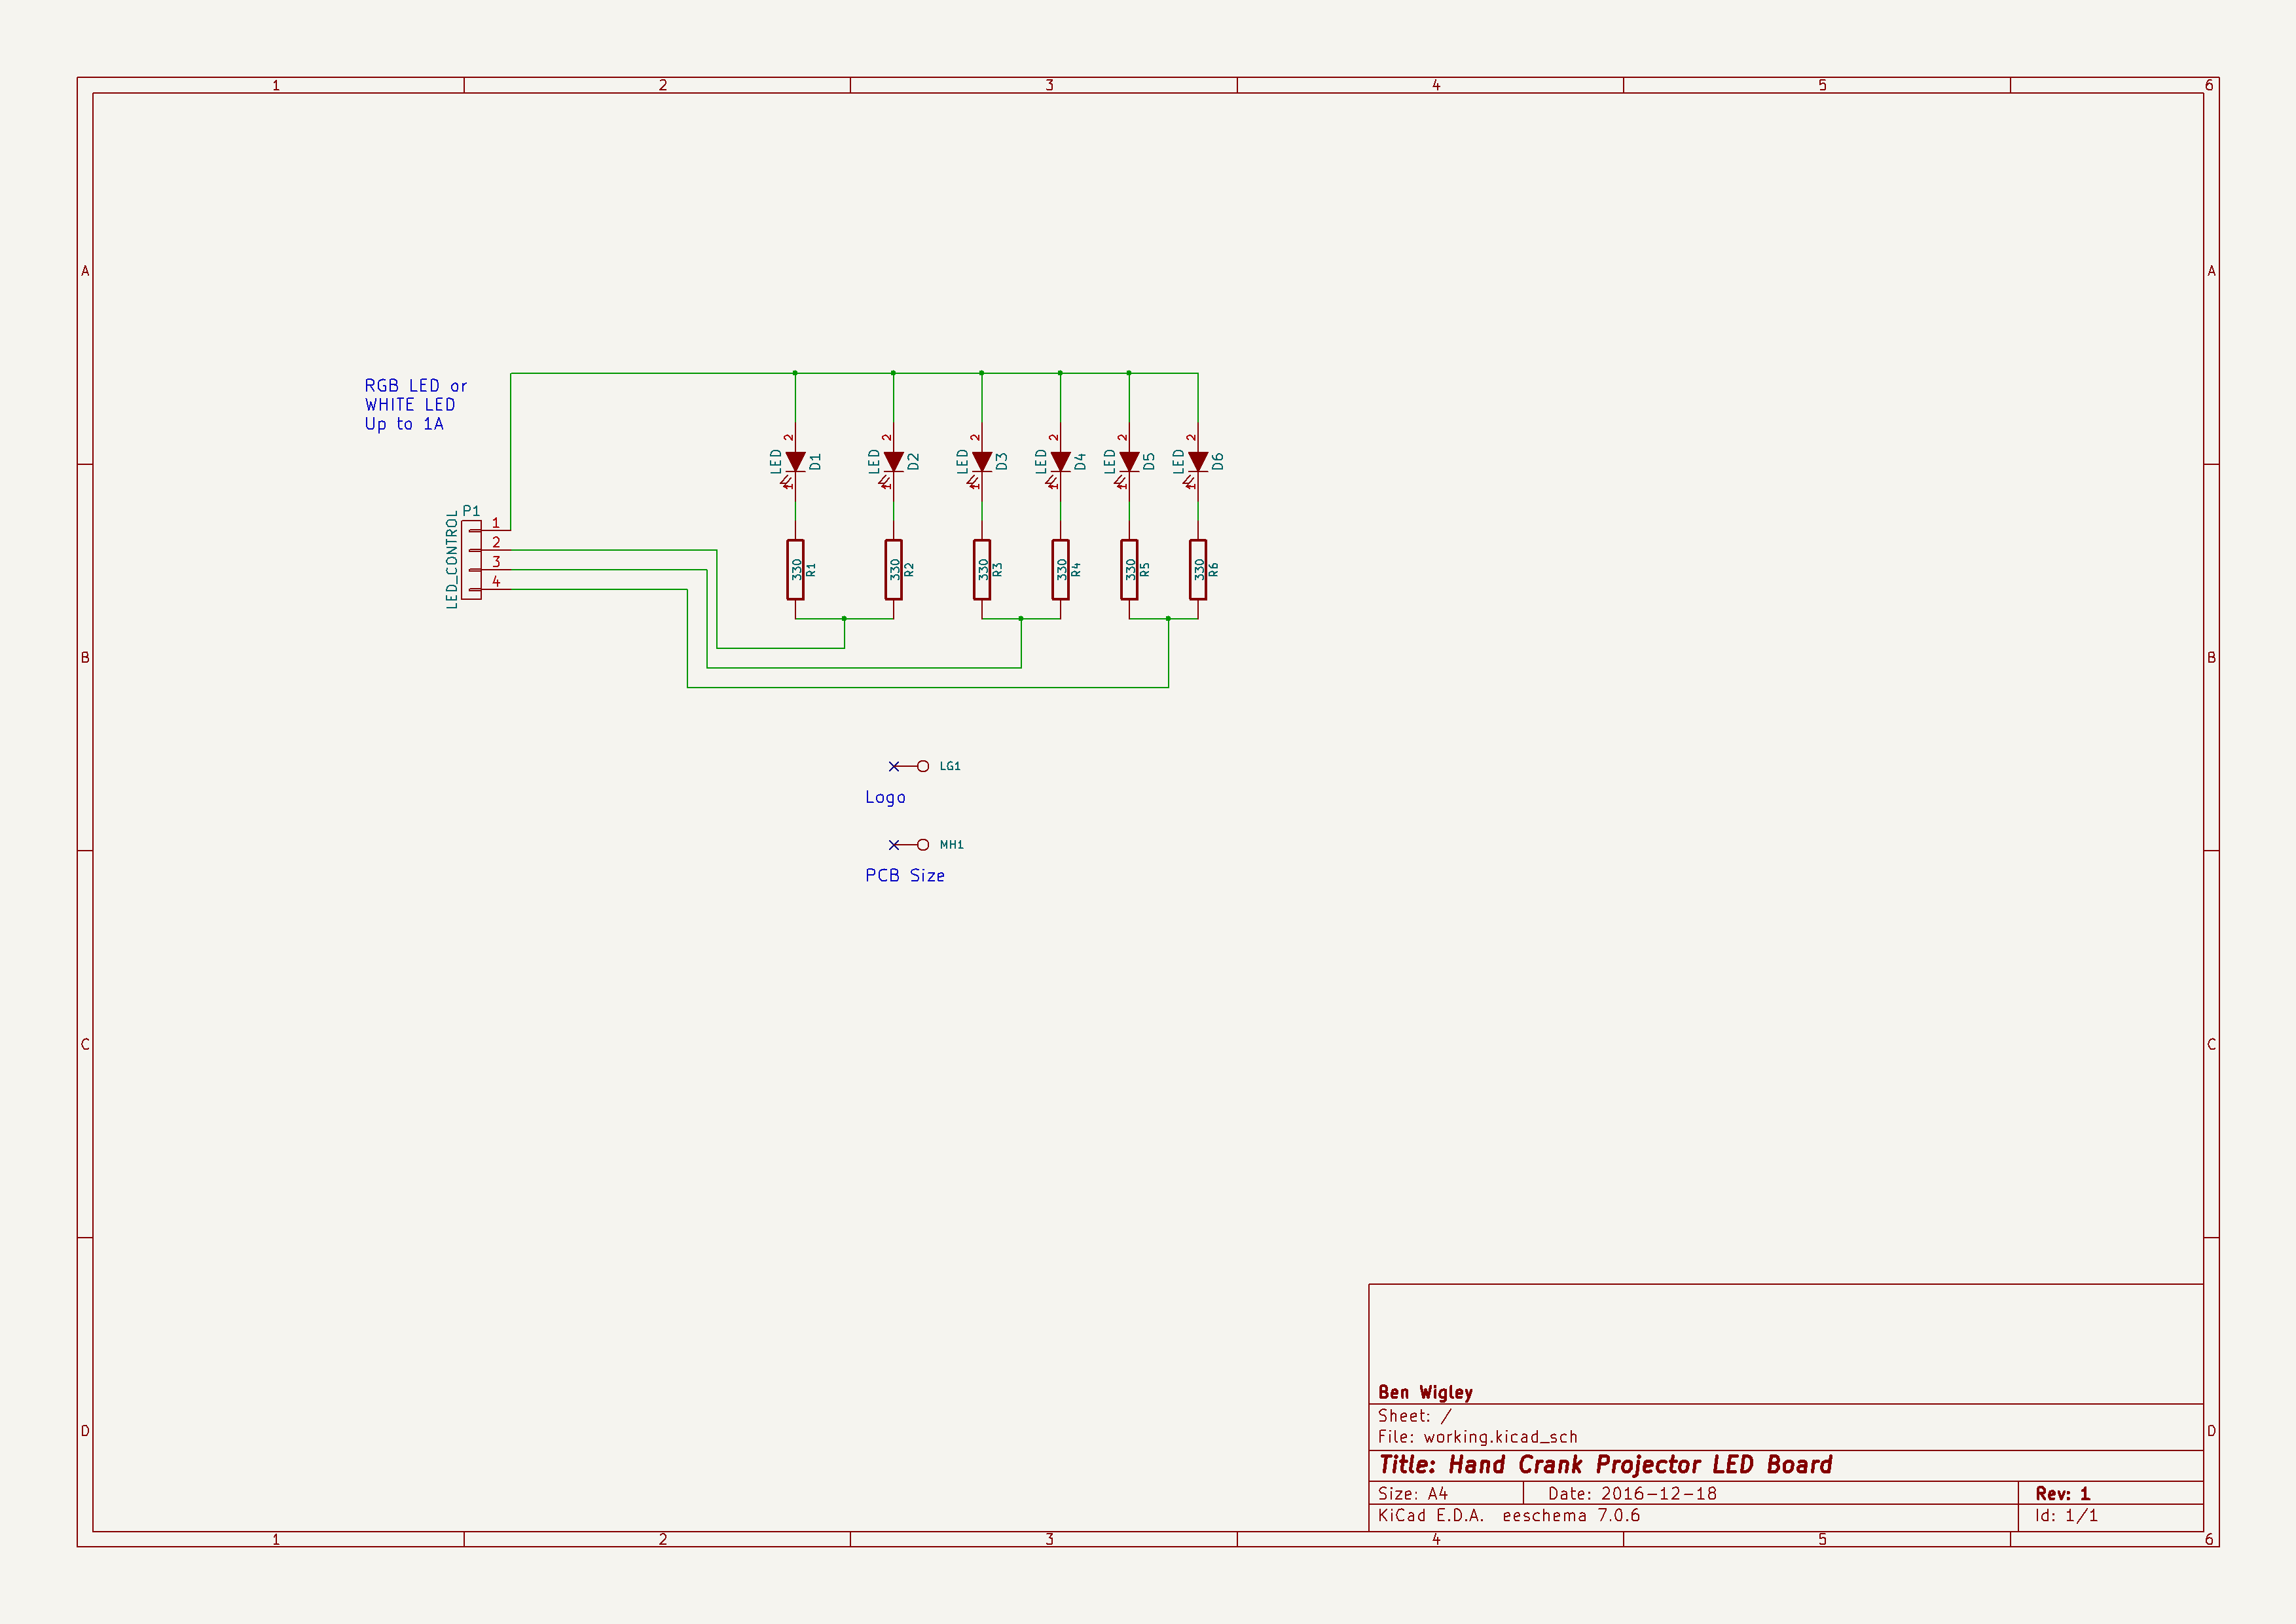 1 2 3 4 5 6
A A
RGB LED or
WHITE LED
Up to 1A
2 2 2 2 2 2
LED D1 LED D2 LED D3 LED D4 LED D5 LED D6
1 1 1 1 1 1
P1
LED_CONTROL
1
2
3
4
330 R1 330 R2 330 R3 330 R4 330 R5 330 R6
B B
LG1
Logo
MH1
PCB Size
C C
Ben Wigley
Sheet: /
File: working.kicad_sch
D D
Title: Hand Crank Projector LED Board
Size: A4 Date: 2016-12-18 Rev: 1
KiCad E.D.A. eeschema 7.0.6 Id: 1/1
1 2 3 4 5 6